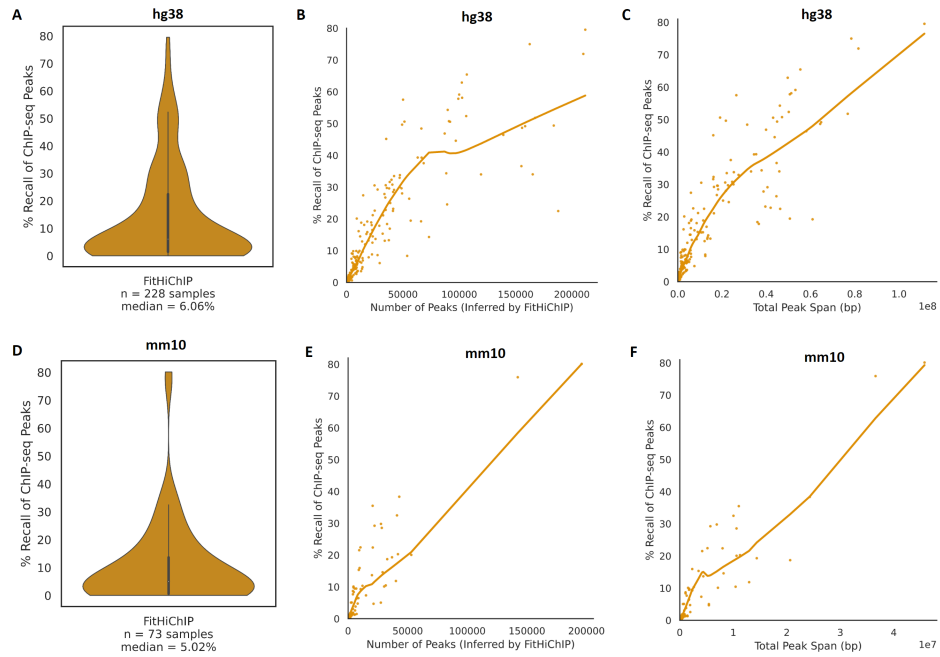 A
hg38
% Recall of ChIP-seq Peaks
80
70
60
50
40
30
20
10
0
FitHiChIP
n = 228 samples
median = 6.06%
B
hg38
% Recall of ChIP-seq Peaks
80
70
60
50
40
30
20
10
0
0 50000 100000 150000 200000
Number of Peaks (Inferred by FitHiChIP)
C
hg38
% Recall of ChIP-seq Peaks
80
70
60
50
40
30
20
10
0
0.0 0.2 0.4 0.6 0.8 1.0
1e8
Total Peak Span (bp)
D
mm10
% Recall of ChIP-seq Peaks
80
70
60
50
40
30
20
10
0
FitHiChIP
n = 73 samples
median = 5.02%
E
mm10
% Recall of ChIP-seq Peaks
80
70
60
50
40
30
20
10
0
0 50000 100000 150000 200000
Number of Peaks (Inferred by FitHiChIP)
F
mm10
% Recall of ChIP-seq Peaks
80
70
60
50
40
30
20
10
0
0 1 2 3 4
1e7
Total Peak Span (bp)